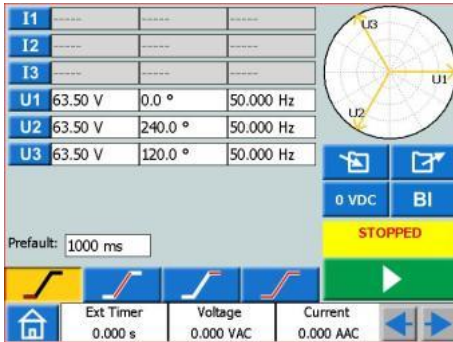 I1 ----- ----- -----
I2 ----- ----- -----
I3 ----- ----- -----
U1 63.50 V 0.0 ° 50.000 Hz
U2 63.50 V 240.0 ° 50.000 Hz
U3 63.50 V 120.0 ° 50.000 Hz
U3
U1
U2
0 VDC BI
STOPPED
Prefault: 1000 ms
Ext Timer Voltage Current
0.000 s 0.000 VAC 0.000 AAC